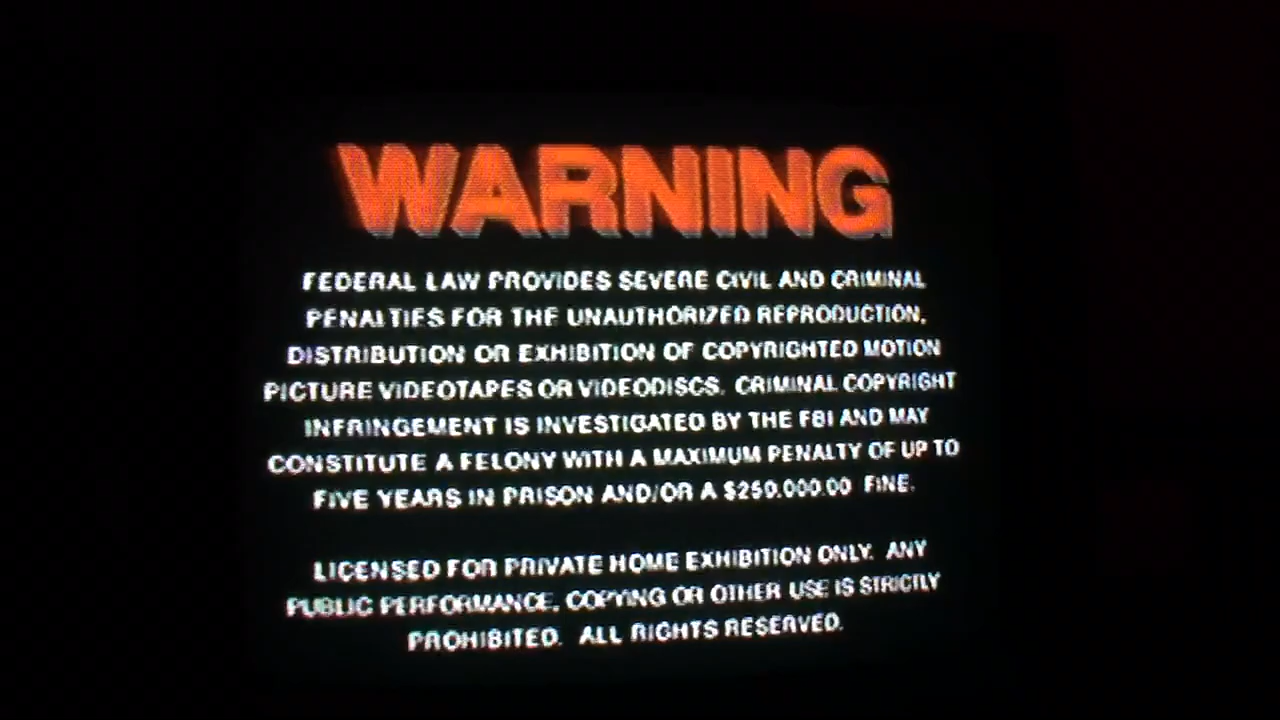 WARNING
FEDERAL LAW PROVIDES SEVERE CIVIL AND CRIMINAL
PENALTIES FOR THE UNAUTHORIZED REPRODUCTION,
DISTRIBUTION OR EXHIBITION OF COPYRIGHTED MOTION
PICTURE VIDEOTAPES OR VIDEODISCS. CRIMINAL COPYRIGHT
INFRINGEMENT IS INVESTIGATED BY THE FBI AND MAY
CONSTITUTE A FELONY WITH A MAXIMUM PENALTY OF UP TO
FIVE YEARS IN PRISON AND/OR A $250.000.00 FINE.
LICENSED FOR PRIVATE HOME EXHIBITION ONLY. ANY
PUBLIC PERFORMANCE, COPYING OR OTHER USE IS STRICTLY
PROHIBITED. ALL RIGHTS RESERVED.